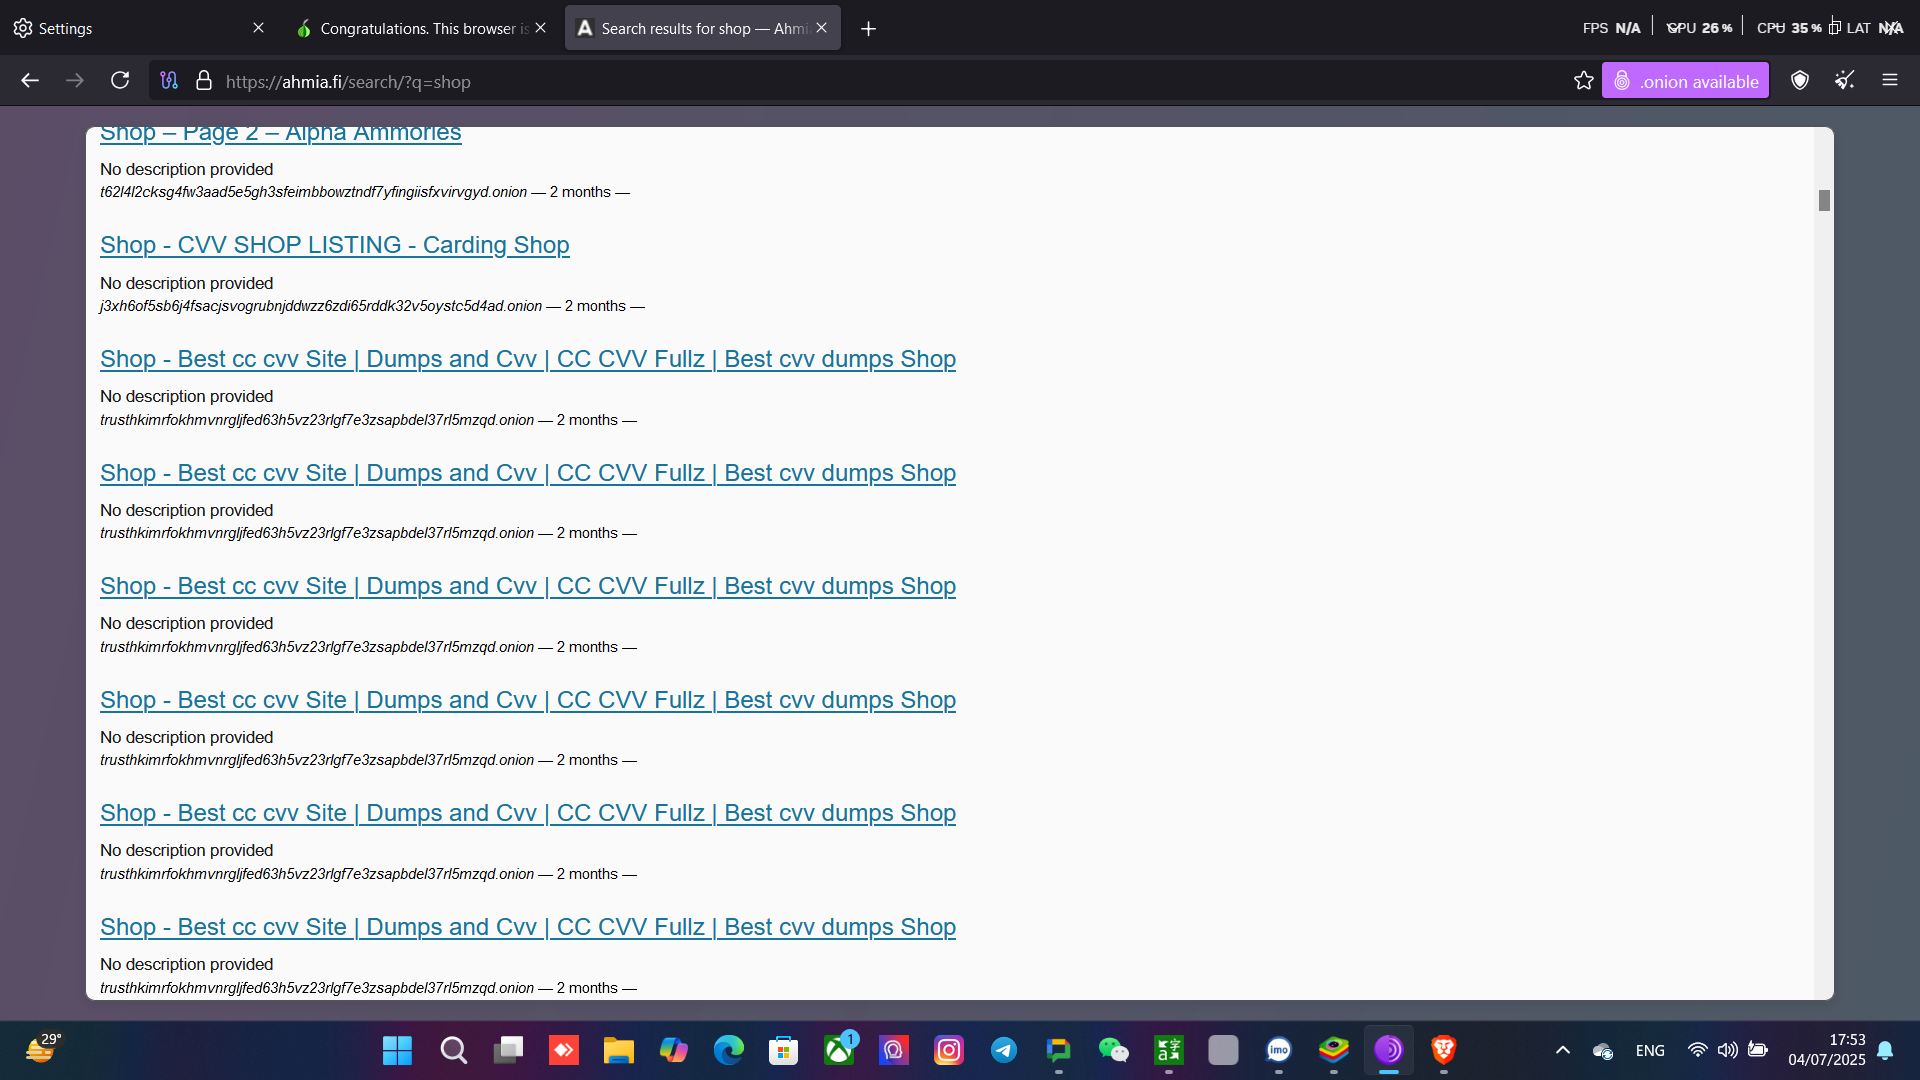 Settings
Congratulations. This browser is
Search results for shop — Ahmi
FPS N/A
GPU 26 %
CPU 35 %
LAT N/A
https://ahmia.fi/search/?q=shop
.onion available
Shop – Page 2 – Alpha Ammories
No description provided
t62l4l2cksg4fw3aad5e5gh3sfeimbbowztndf7yfingiisfxvirvgyd.onion — 2 months —
Shop - CVV SHOP LISTING - Carding Shop
No description provided
j3xh6of5sb6j4fsacjsvogrubnjddwzz6zdi65rddk32v5oystc5d4ad.onion — 2 months —
Shop - Best cc cvv Site | Dumps and Cvv | CC CVV Fullz | Best cvv dumps Shop
No description provided
trusthkimrfokhmvnrgljfed63h5vz23rlgf7e3zsapbdel37rl5mzqd.onion — 2 months —
Shop - Best cc cvv Site | Dumps and Cvv | CC CVV Fullz | Best cvv dumps Shop
No description provided
trusthkimrfokhmvnrgljfed63h5vz23rlgf7e3zsapbdel37rl5mzqd.onion — 2 months —
Shop - Best cc cvv Site | Dumps and Cvv | CC CVV Fullz | Best cvv dumps Shop
No description provided
trusthkimrfokhmvnrgljfed63h5vz23rlgf7e3zsapbdel37rl5mzqd.onion — 2 months —
Shop - Best cc cvv Site | Dumps and Cvv | CC CVV Fullz | Best cvv dumps Shop
No description provided
trusthkimrfokhmvnrgljfed63h5vz23rlgf7e3zsapbdel37rl5mzqd.onion — 2 months —
Shop - Best cc cvv Site | Dumps and Cvv | CC CVV Fullz | Best cvv dumps Shop
No description provided
trusthkimrfokhmvnrgljfed63h5vz23rlgf7e3zsapbdel37rl5mzqd.onion — 2 months —
Shop - Best cc cvv Site | Dumps and Cvv | CC CVV Fullz | Best cvv dumps Shop
No description provided
trusthkimrfokhmvnrgljfed63h5vz23rlgf7e3zsapbdel37rl5mzqd.onion — 2 months —
29°
1
imo
ENG
17:53
04/07/2025